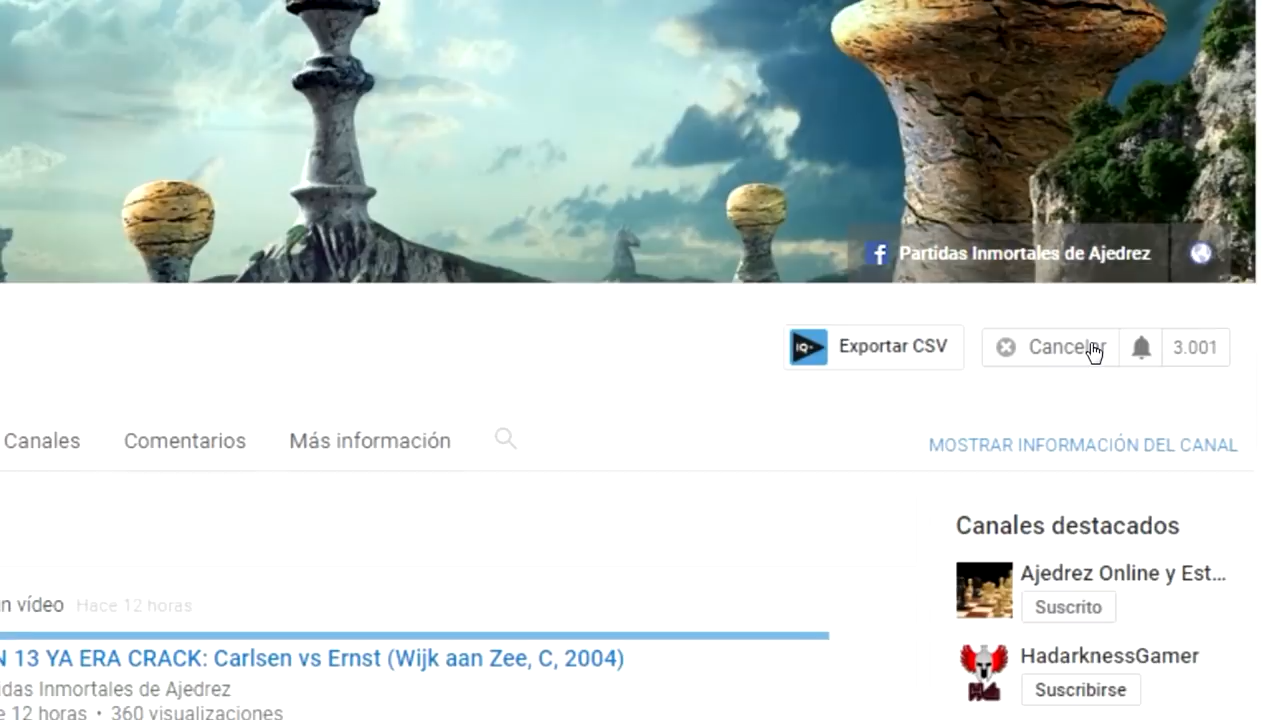 Partidas Inmortales de Ajedrez
IQ+ Exportar CSV
Cancelar
3.001
Canales Comentarios Más información
MOSTRAR INFORMACIÓN DEL CANAL
Canales destacados
Ajedrez Online y Est...
Suscrito
HadarknessGamer
Suscribirse
n vídeo Hace 12 horas
N 13 YA ERA CRACK: Carlsen vs Ernst (Wijk aan Zee, C, 2004)
idas Inmortales de Ajedrez
e 12 horas • 360 visualizaciones